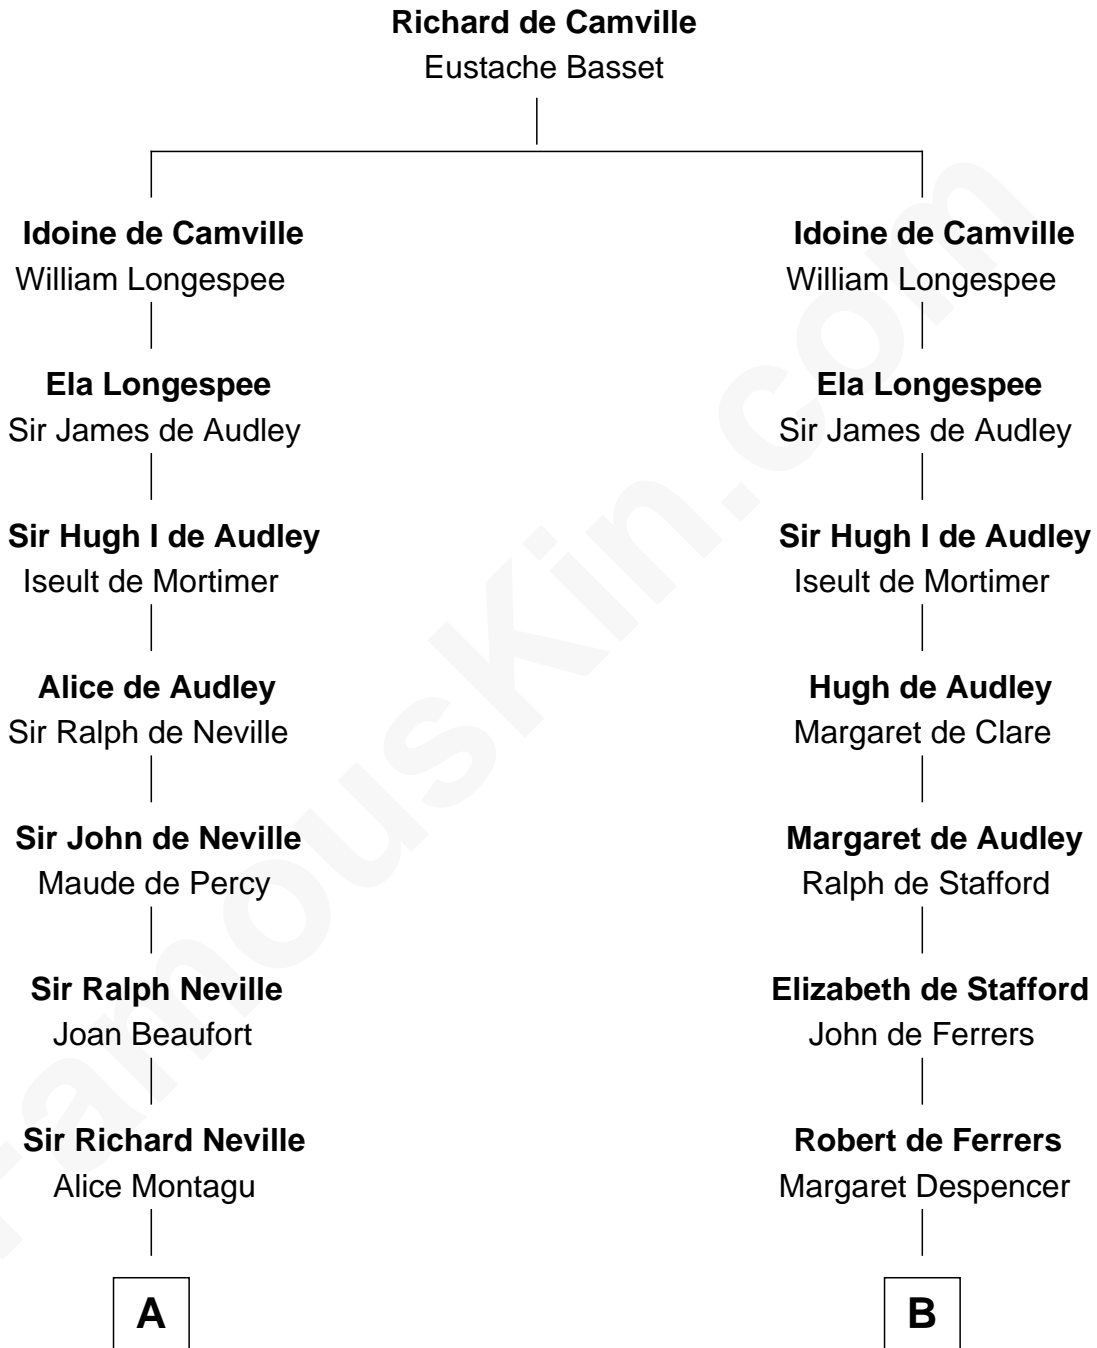 Richard de Camville
Eustache Basset
Idoine de Camville
William Longespee
Idoine de Camville
William Longespee
Ela Longespee
Sir James de Audley
Ela Longespee
Sir James de Audley
Sir Hugh I de Audley
Iseult de Mortimer
Sir Hugh I de Audley
Iseult de Mortimer
Alice de Audley
Sir Ralph de Neville
Hugh de Audley
Margaret de Clare
Sir John de Neville
Maude de Percy
Margaret de Audley
Ralph de Stafford
Sir Ralph Neville
Joan Beaufort
Elizabeth de Stafford
John de Ferrers
Sir Richard Neville
Alice Montagu
Robert de Ferrers
Margaret Despencer
A
B
FamousKin.com